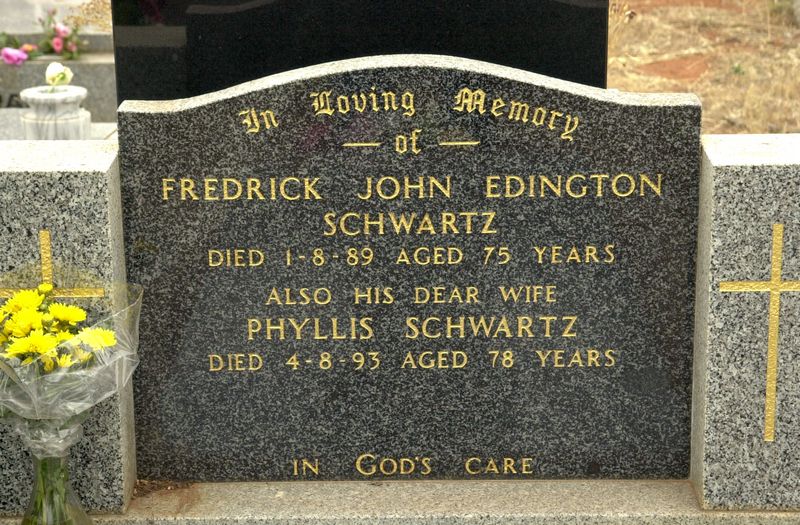 In Loving Memory
— of —
FREDRICK JOHN EDINGTON
SCHWARTZ
DIED 1-8-89 AGED 75 YEARS
ALSO HIS DEAR WIFE
PHYLLIS SCHWARTZ
DIED 4-8-93 AGED 78 YEARS
IN GOD'S CARE